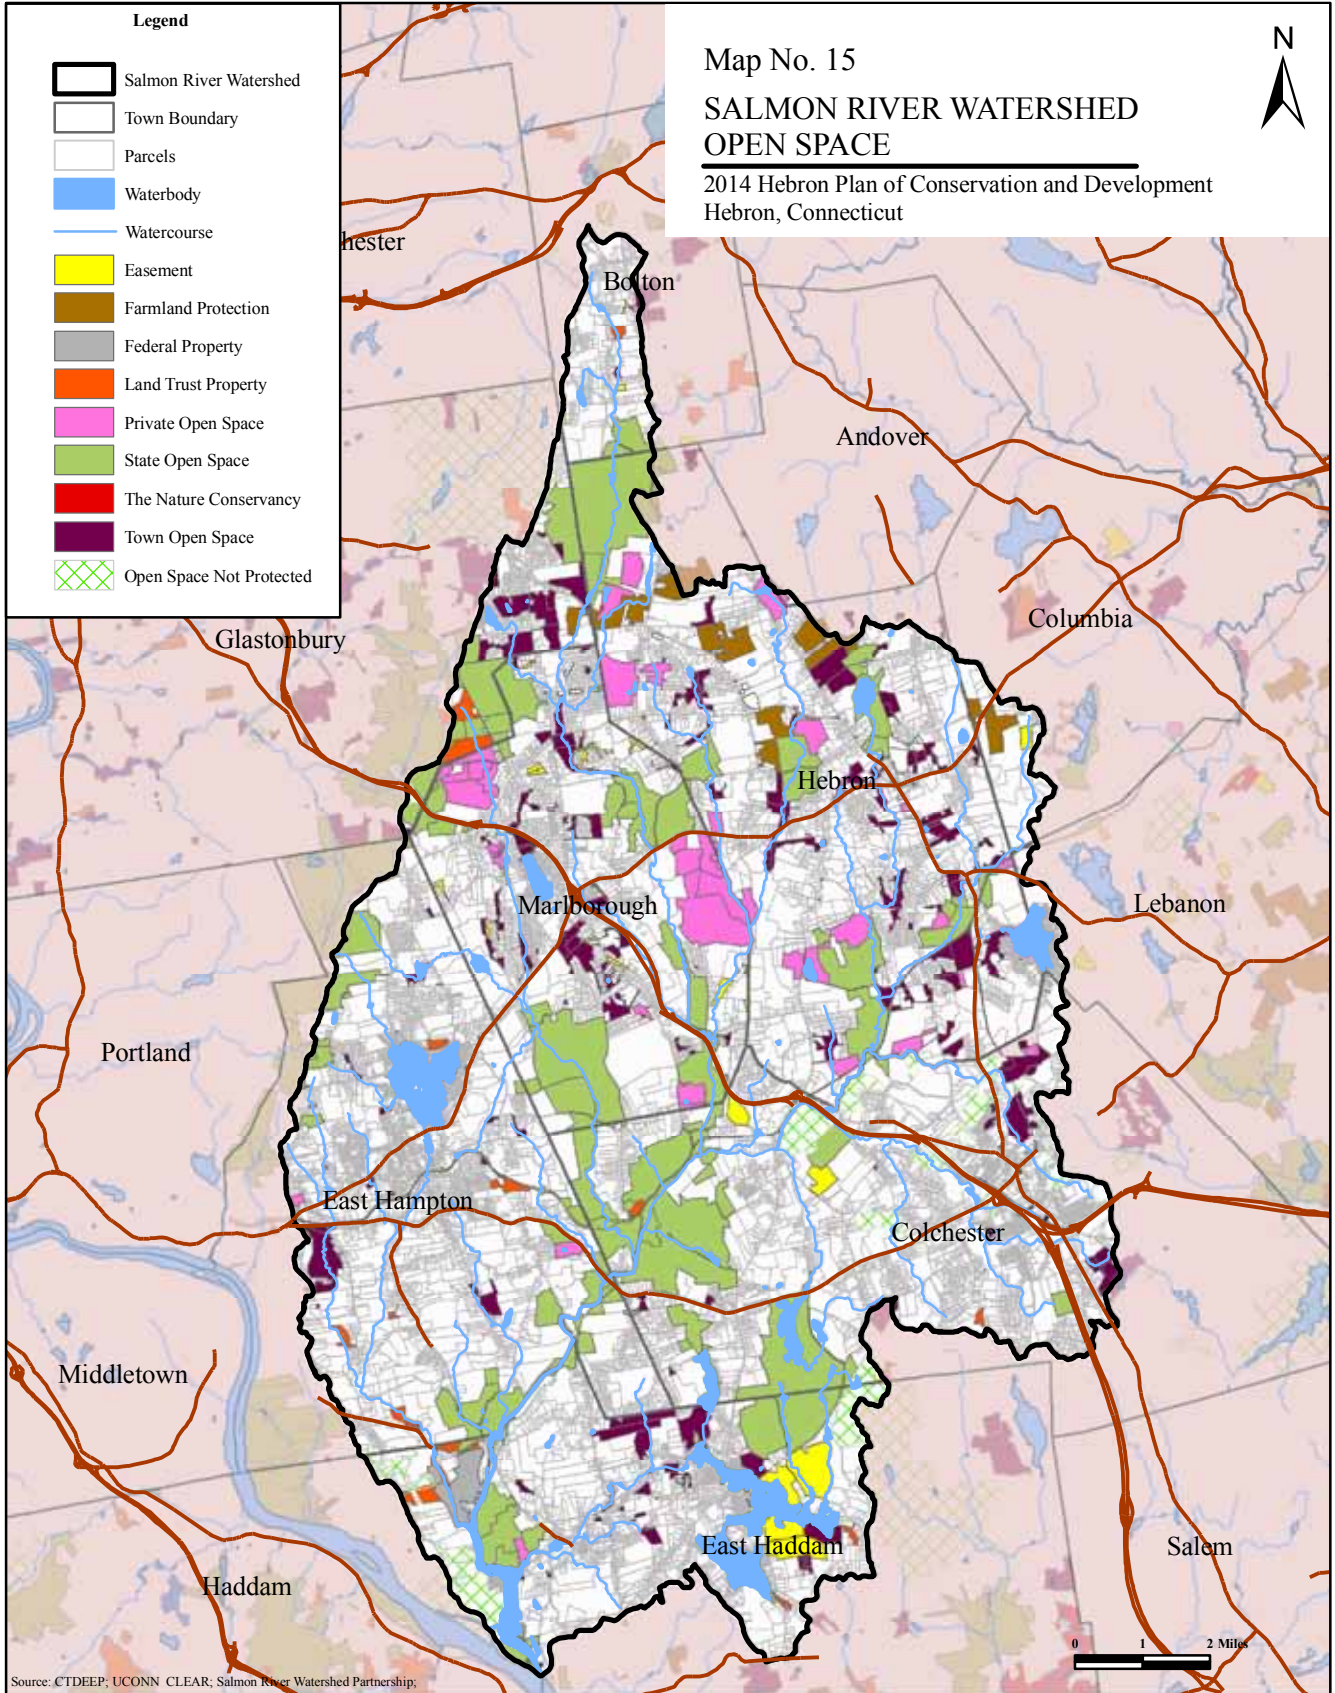 Legend
Salmon River Watershed
Town Boundary
Parcels
Waterbody
Watercourse
Easement
Farmland Protection
Federal Property
Land Trust Property
Private Open Space
State Open Space
The Nature Conservancy
Town Open Space
Open Space Not Protected
Map No. 15
SALMON RIVER WATERSHED
OPEN SPACE
2014 Hebron Plan of Conservation and Development
Hebron, Connecticut
N
hester
Bolton
Andover
Columbia
Glastonbury
Hebron
Marlborough
Lebanon
Portland
East Hampton
Colchester
Middletown
East Haddam
Salem
Haddam
0 1 2 Miles
Source: CTDEEP; UCONN CLEAR; Salmon River Watershed Partnership;